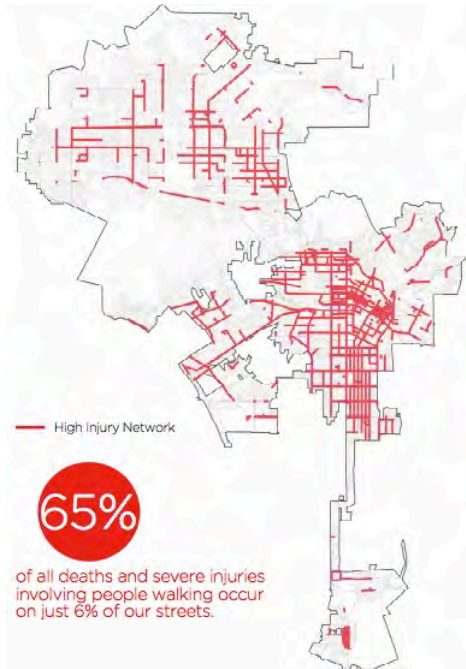 High Injury Network
65%
of all deaths and severe injuries
involving people walking occur
on just 6% of our streets.